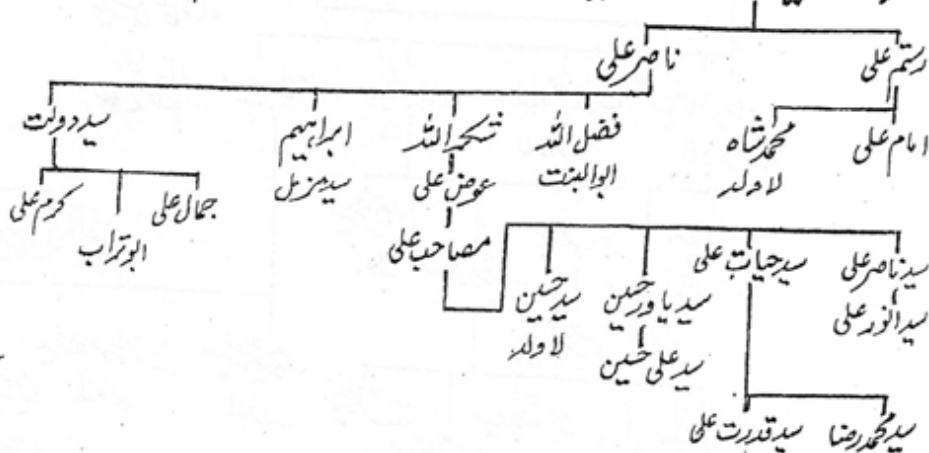 رستم علی ناصر علی
امام علی محمد شاہ فضل اللہ شکر اللہ ابراہیم سید دولت
لاولد ابوالبنت عوض علی سید مزمل
جمال علی ابوتراب کرم علی
مصاحب علی
سید ناصر علی سید حیات علی سید یاور حسین سید حسین
سید انور علی سید علی حسین لاولد
سید محمد رضا سید قدرت علی